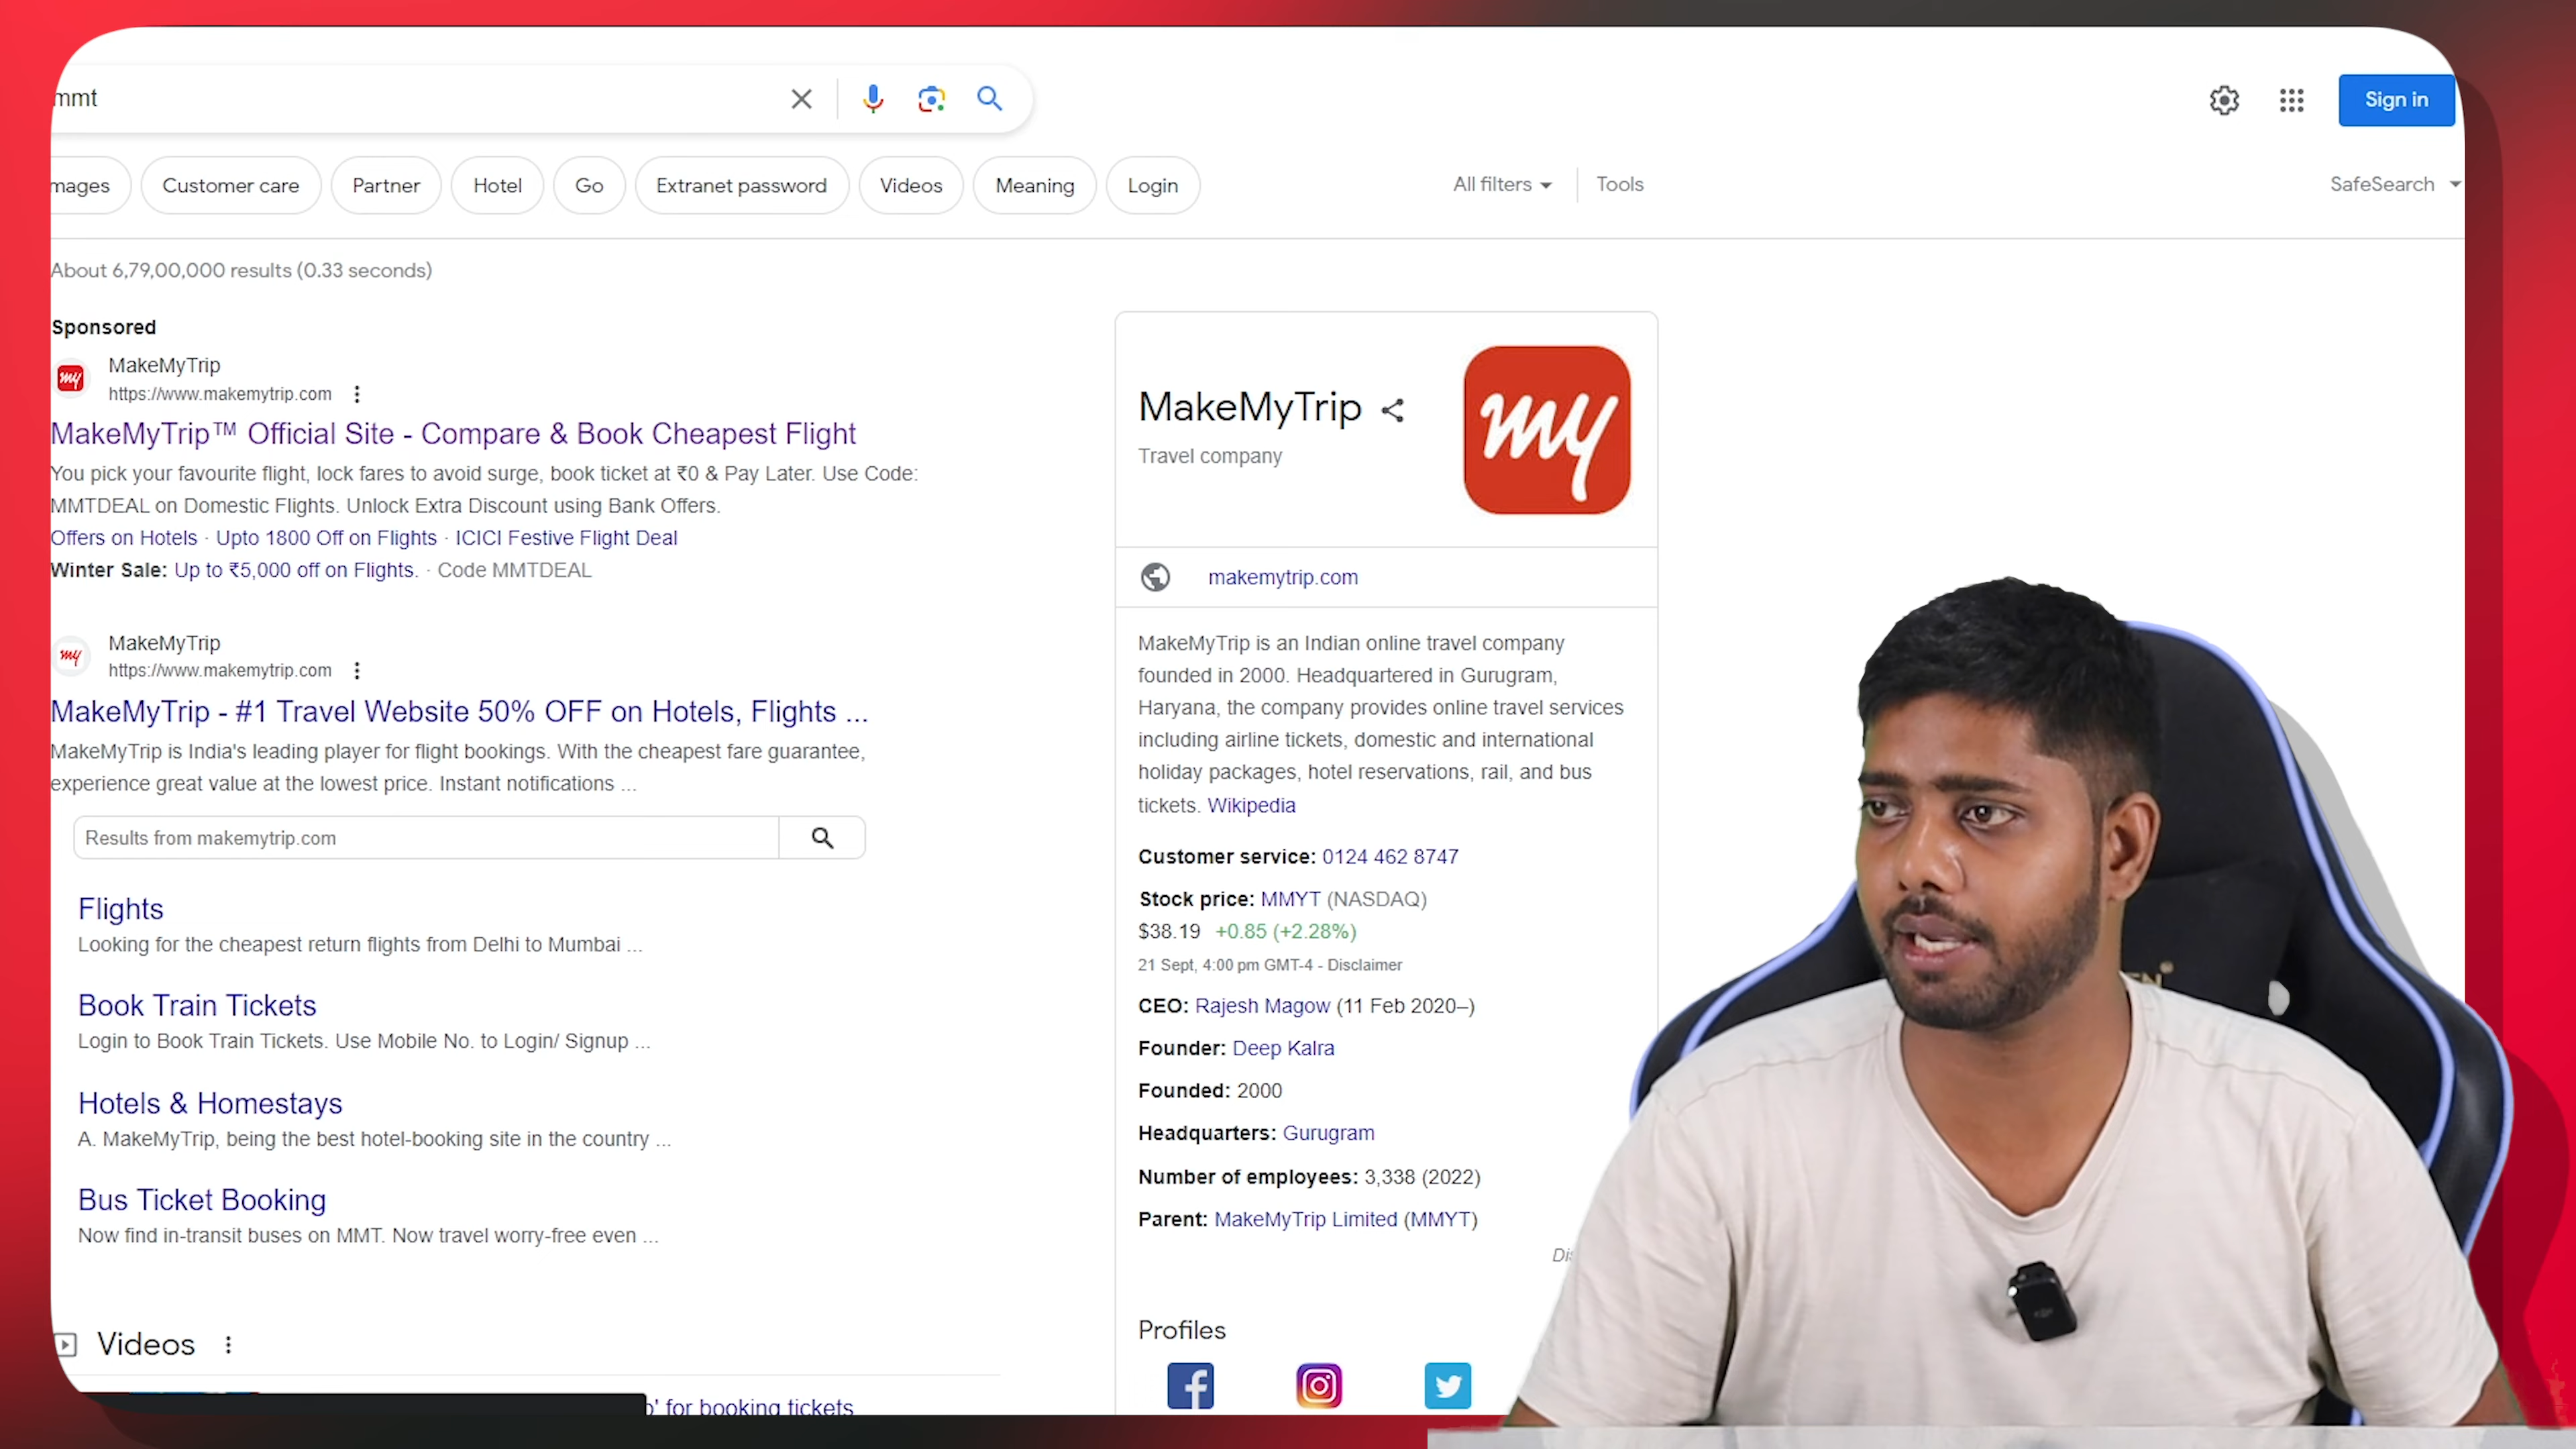 mmt
Sign in
mages
Customer care
Partner
Hotel
Go
Extranet password
Videos
Meaning
Login
All filters
Tools
SafeSearch
About 6,79,00,000 results (0.33 seconds)
Sponsored
MakeMyTrip
https://www.makemytrip.com
MakeMyTrip™ Official Site - Compare & Book Cheapest Flight
You pick your favourite flight, lock fares to avoid surge, book ticket at ₹0 & Pay Later. Use Code:
MMTDEAL on Domestic Flights. Unlock Extra Discount using Bank Offers.
Offers on Hotels · Upto 1800 Off on Flights · ICICI Festive Flight Deal
Winter Sale: Up to ₹5,000 off on Flights. · Code MMTDEAL
MakeMyTrip
https://www.makemytrip.com
MakeMyTrip - #1 Travel Website 50% OFF on Hotels, Flights ...
MakeMyTrip is India's leading player for flight bookings. With the cheapest fare guarantee,
experience great value at the lowest price. Instant notifications ...
Results from makemytrip.com
Flights
Looking for the cheapest return flights from Delhi to Mumbai ...
Book Train Tickets
Login to Book Train Tickets. Use Mobile No. to Login/ Signup ...
Hotels & Homestays
A. MakeMyTrip, being the best hotel-booking site in the country ...
Bus Ticket Booking
Now find in-transit buses on MMT. Now travel worry-free even ...
Videos
' for booking tickets
MakeMyTrip
Travel company
my
makemytrip.com
MakeMyTrip is an Indian online travel company
founded in 2000. Headquartered in Gurugram,
Haryana, the company provides online travel services
including airline tickets, domestic and international
holiday packages, hotel reservations, rail, and bus
tickets. Wikipedia
Customer service: 0124 462 8747
Stock price: MMYT (NASDAQ)
$38.19 +0.85 (+2.28%)
21 Sept, 4:00 pm GMT-4 - Disclaimer
CEO: Rajesh Magow (11 Feb 2020–)
Founder: Deep Kalra
Founded: 2000
Headquarters: Gurugram
Number of employees: 3,338 (2022)
Parent: MakeMyTrip Limited (MMYT)
Profiles